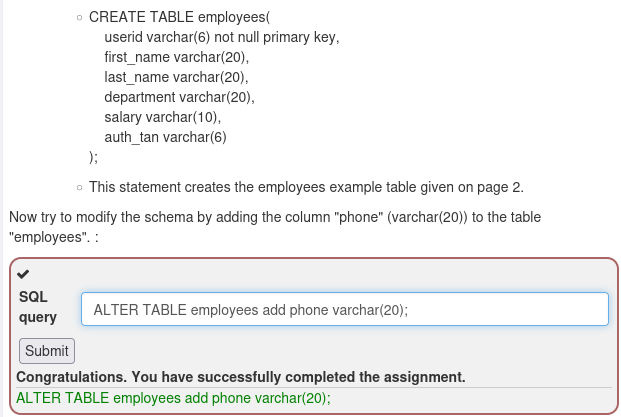 CREATE TABLE employees(
userid varchar(6) not null primary key,
first_name varchar(20),
last_name varchar(20),
department varchar(20),
salary varchar(10),
auth_tan varchar(6)
);
This statement creates the employees example table given on page 2.
Now try to modify the schema by adding the column "phone" (varchar(20)) to the table
"employees". :
SQL
query
ALTER TABLE employees add phone varchar(20);
Submit
Congratulations. You have successfully completed the assignment.
ALTER TABLE employees add phone varchar(20);